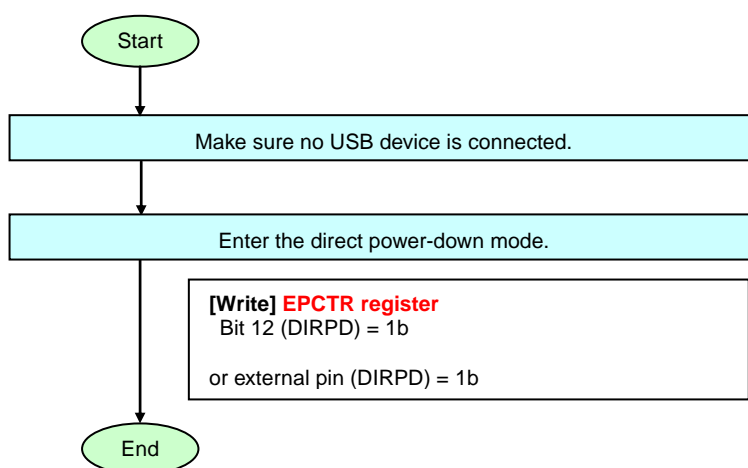 Start
Make sure no USB device is connected.
Enter the direct power-down mode.
[Write] EPCTR register
Bit 12 (DIRPD) = 1b
or external pin (DIRPD) = 1b
End